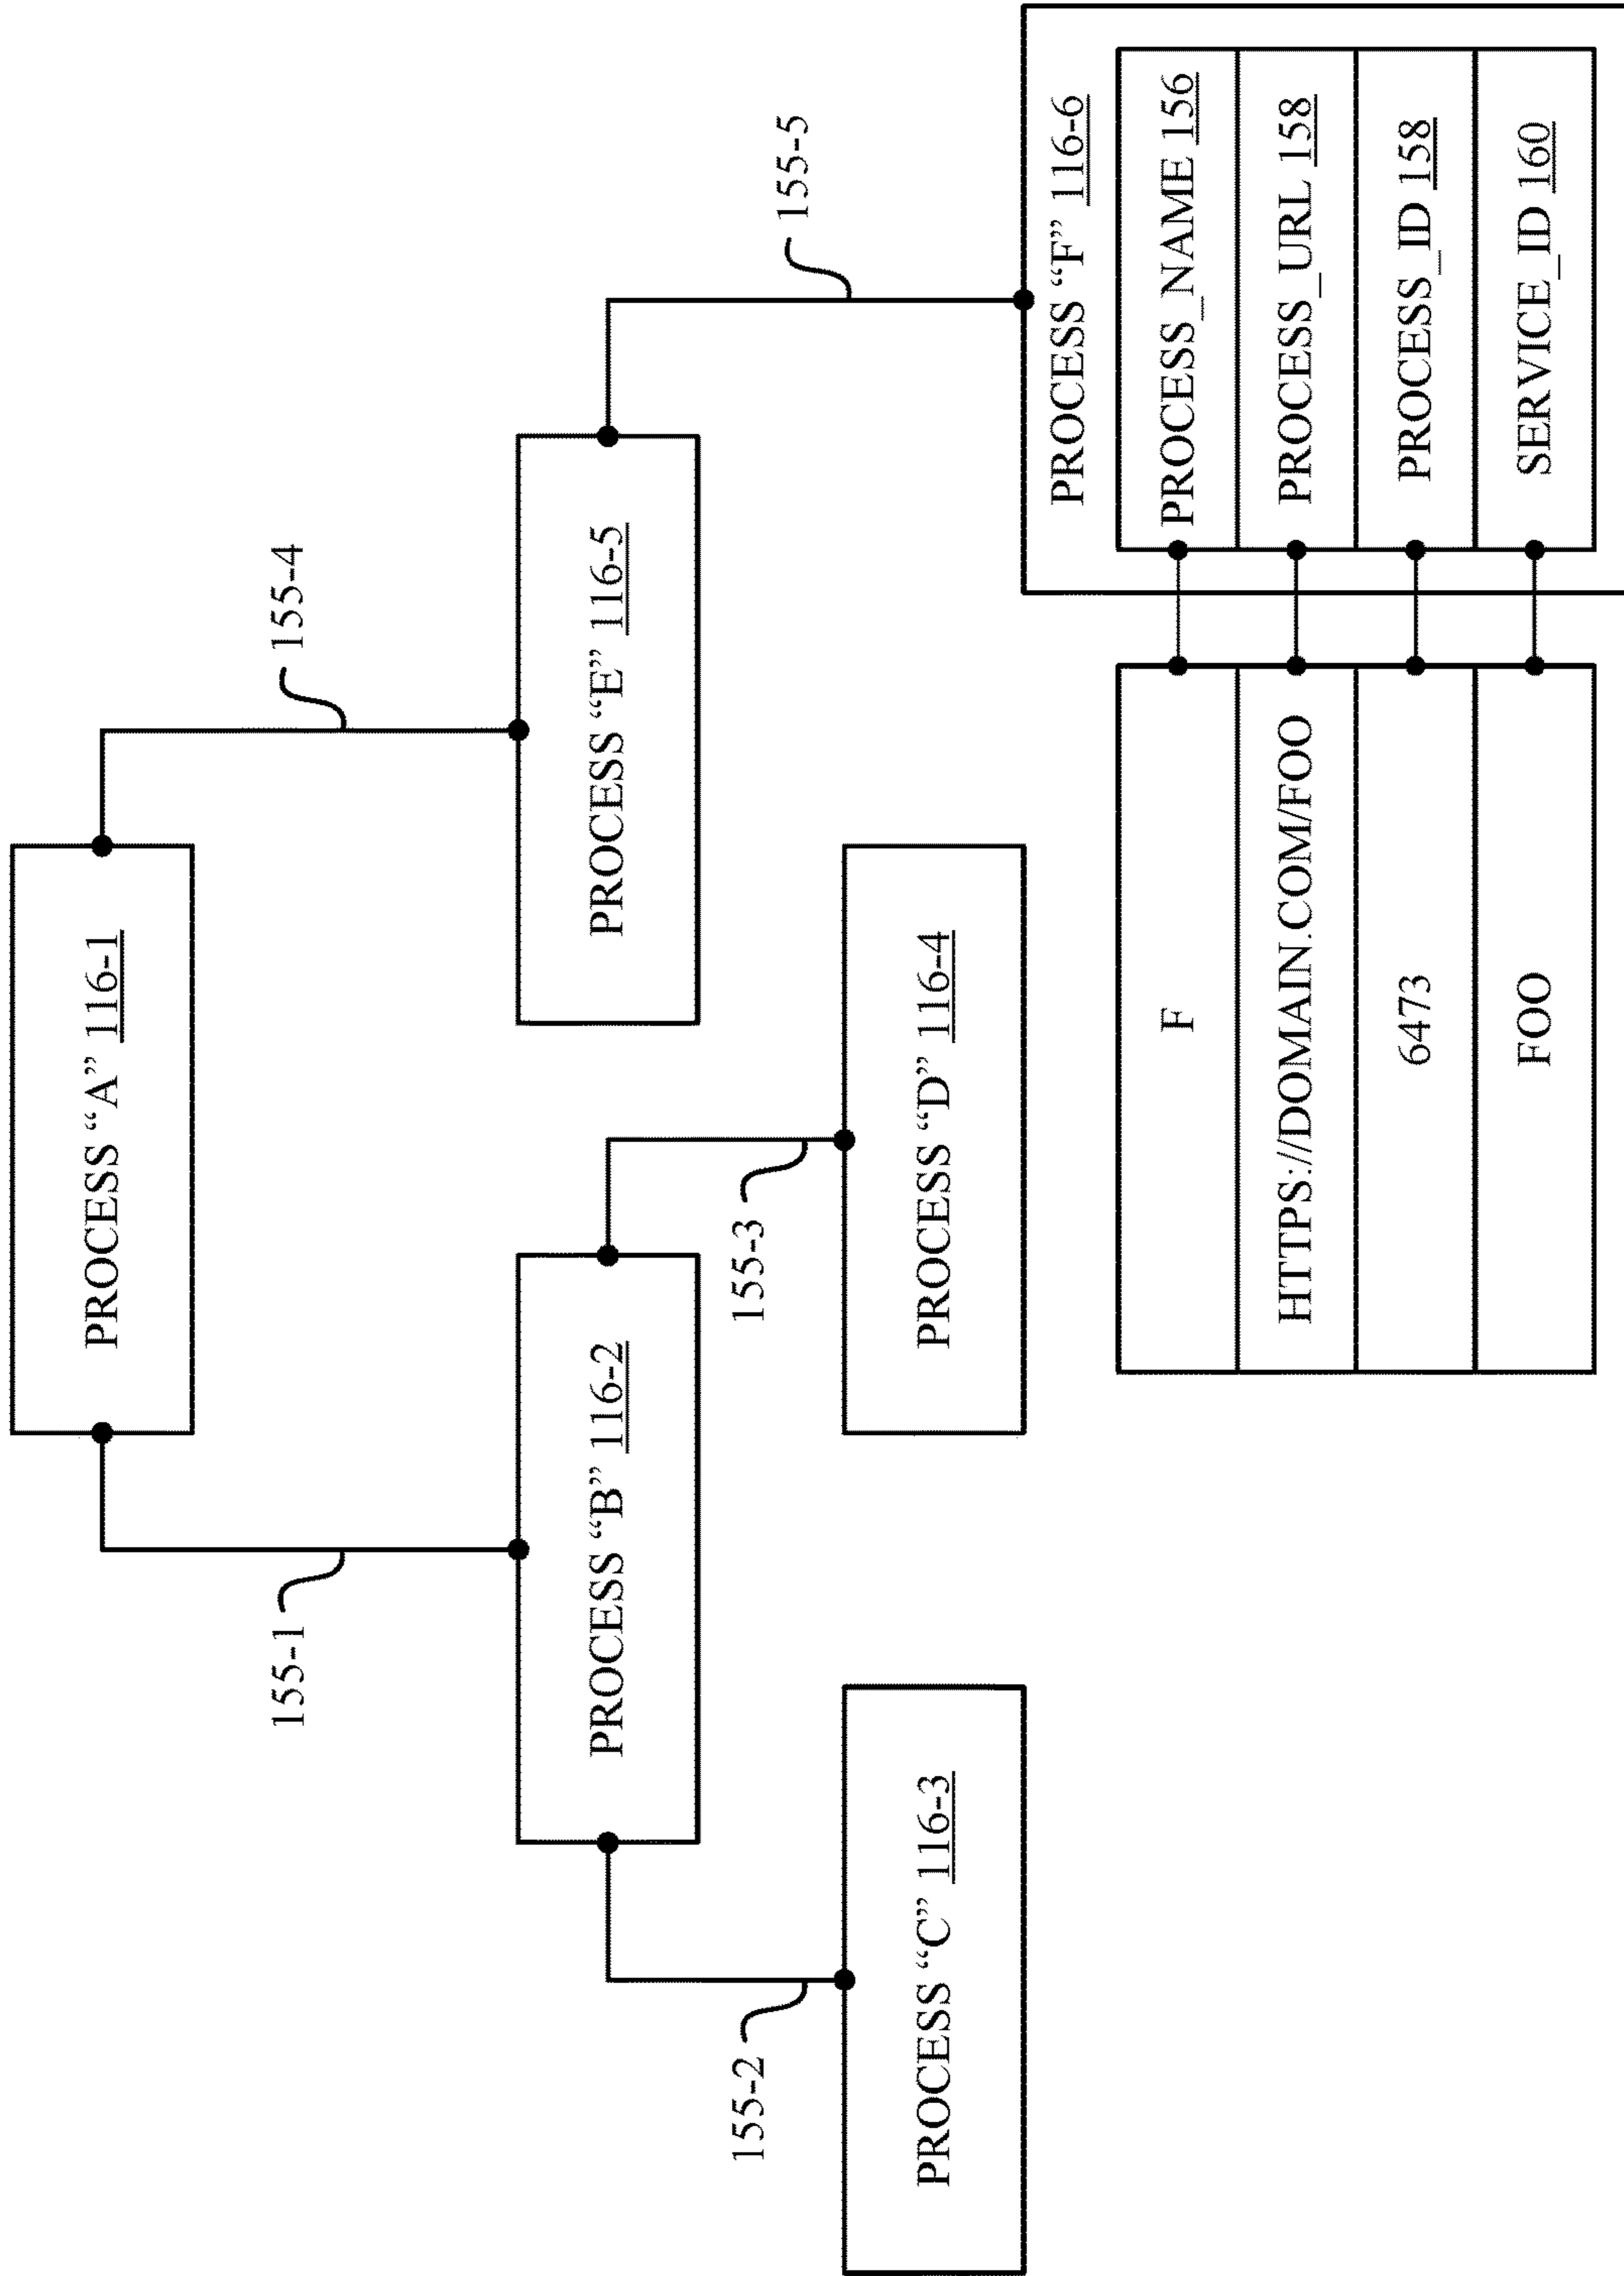 PROCESS “A” 116-1
155-1
155-4
PROCESS “B” 116-2
PROCESS “E” 116-5
155-2
155-3
155-5
PROCESS “C” 116-3
PROCESS “D” 116-4
PROCESS “F” 116-6
F
PROCESS_NAME 156
HTTPS://DOMAIN.COM/FOO
PROCESS_URL 158
6473
PROCESS_ID 158
FOO
SERVICE_ID 160